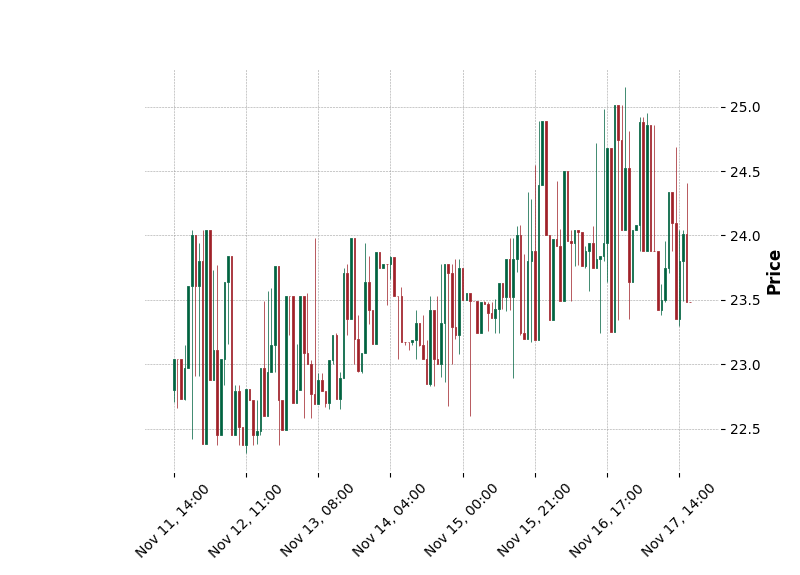 25.0
24.5
24.0
23.5
23.0
22.5
Price
Nov 11, 14:00
Nov 12, 11:00
Nov 13, 08:00
Nov 14, 04:00
Nov 15, 00:00
Nov 15, 21:00
Nov 16, 17:00
Nov 17, 14:00